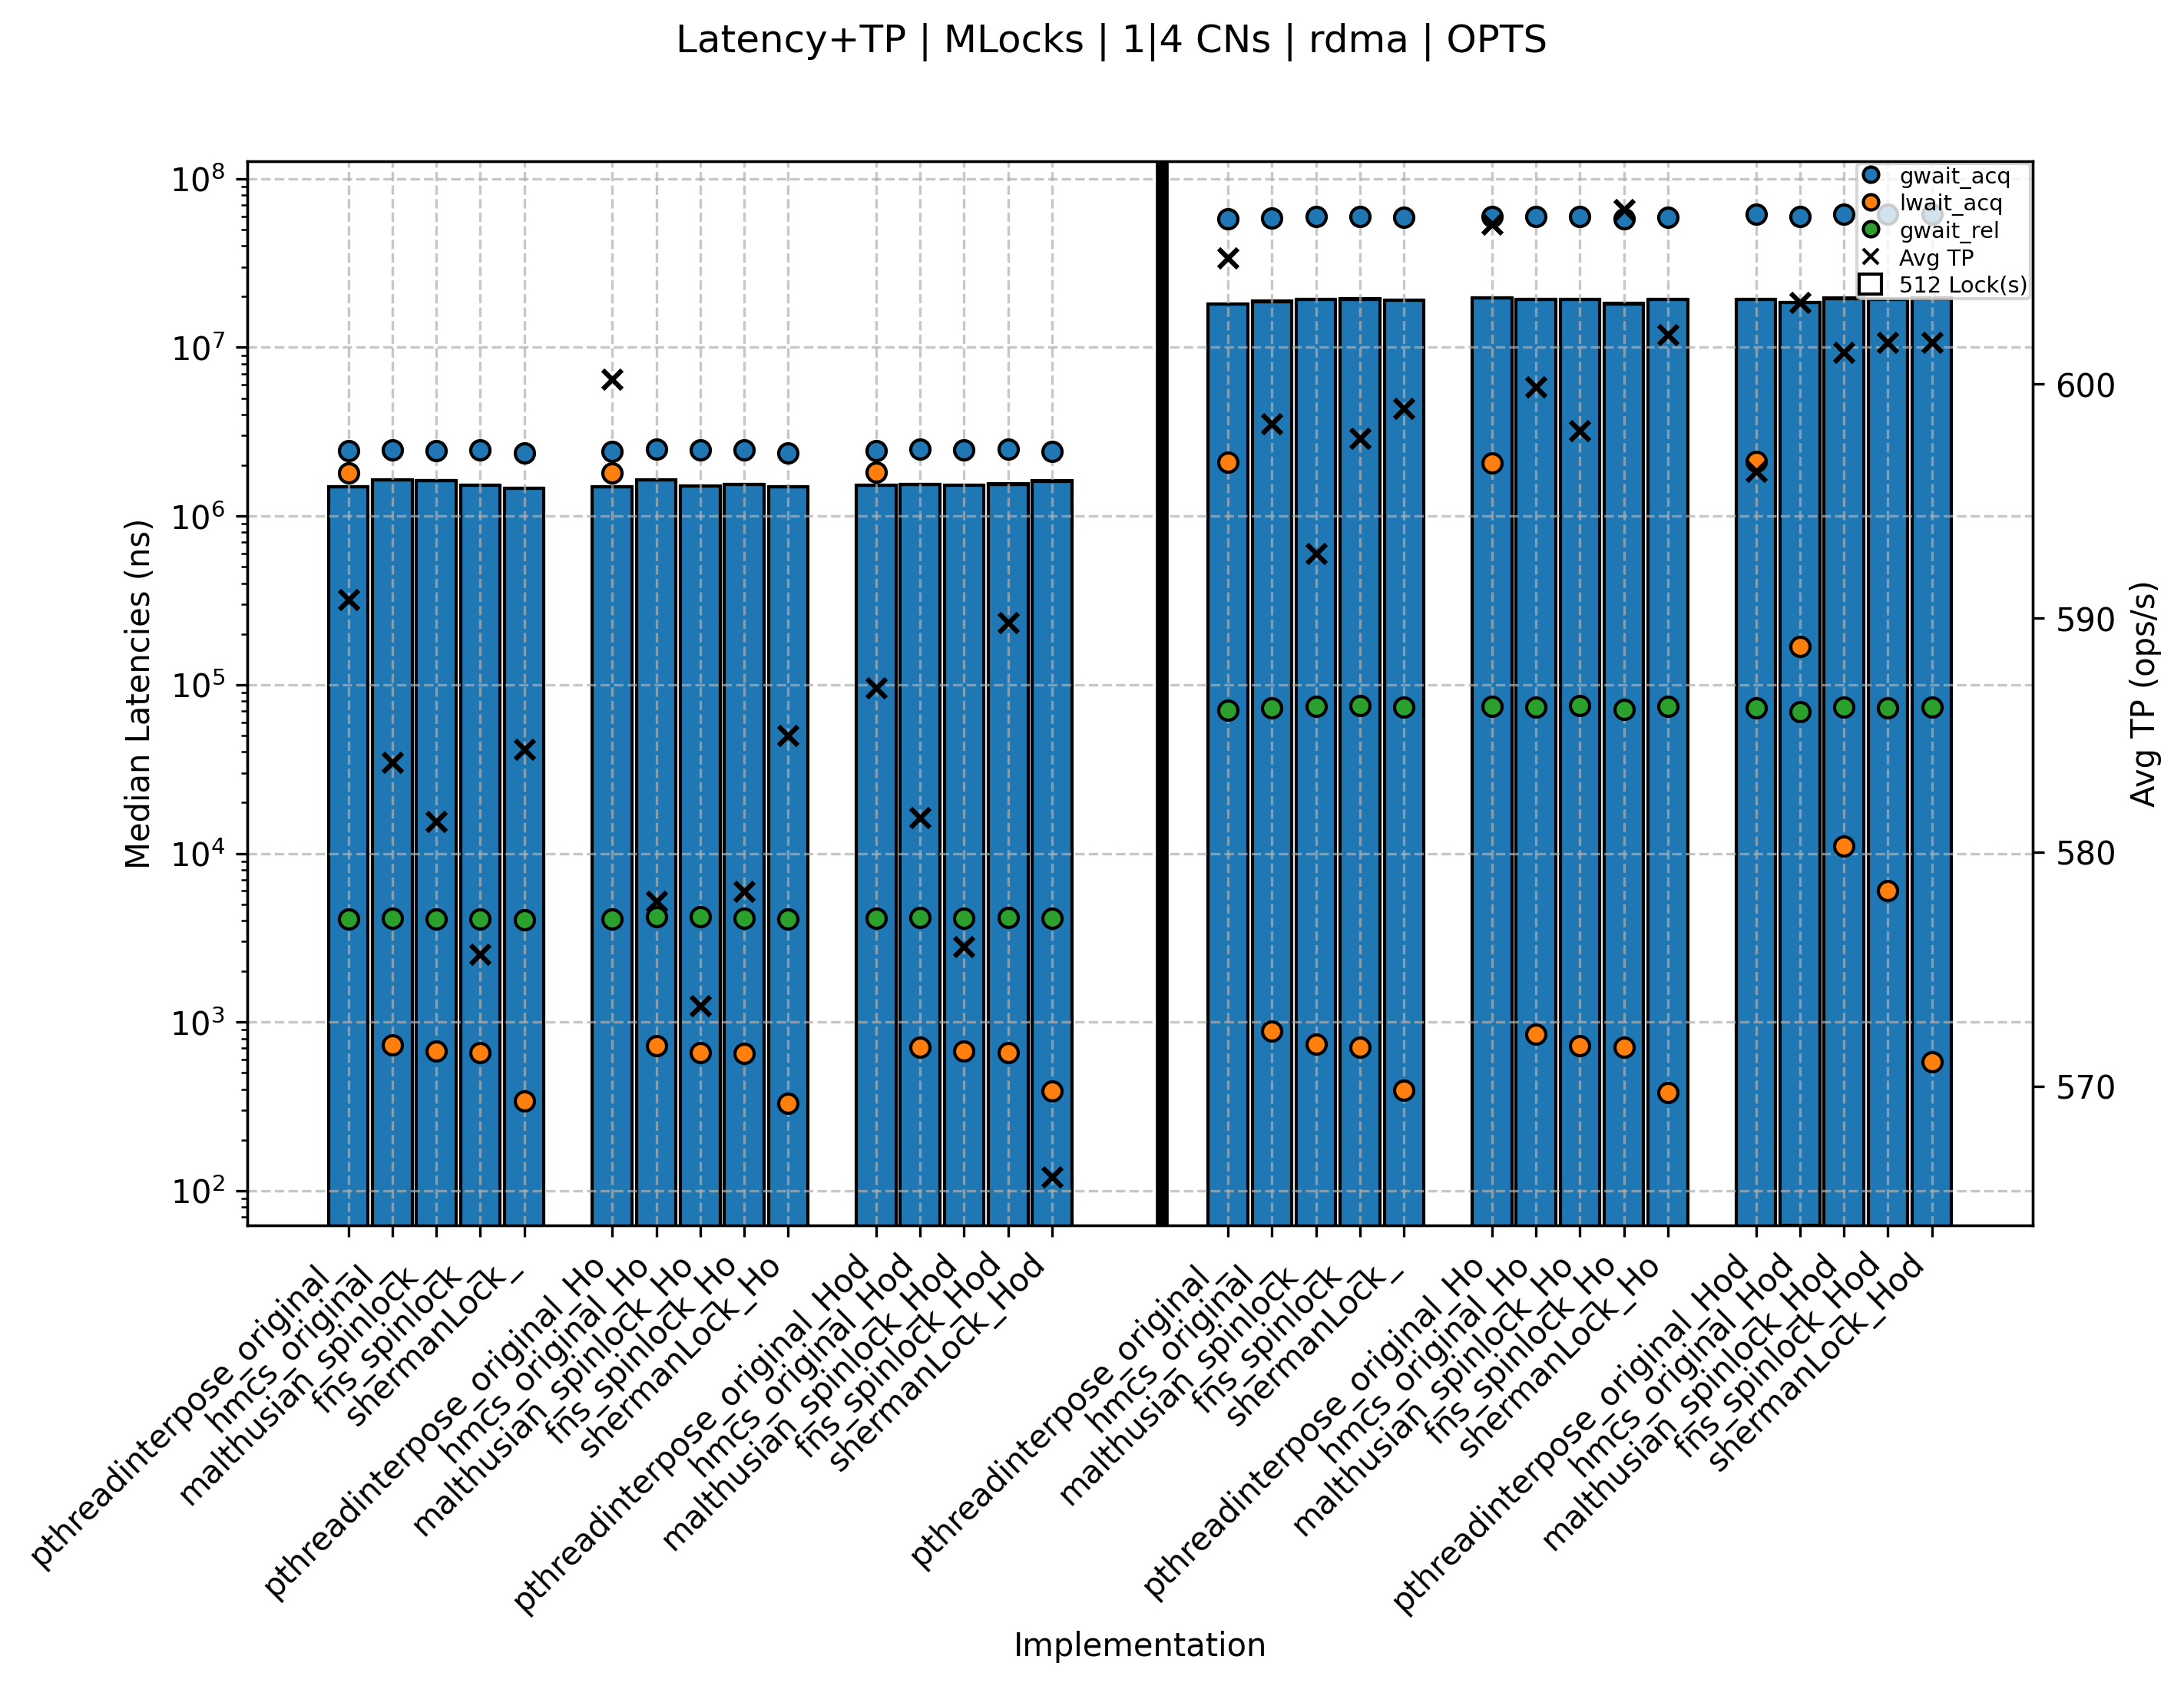 Latency+TP | MLocks | 1|4 CNs | rdma | OPTS
Median Latencies (ns)
10^8
10^7
10^6
10^5
10^4
10^3
10^2
gwait_acq
lwait_acq
gwait_rel
Avg TP
512 Lock(s)
600
590
580
570
Avg TP (ops/s)
pthreadinterpose_original_
hmcs_original_
malthusian_spinlock_
fns_spinlock_
shermanLock_
pthreadinterpose_original_Ho
hmcs_original_Ho
malthusian_spinlock_Ho
fns_spinlock_Ho
shermanLock_Ho
pthreadinterpose_original_Hod
hmcs_original_Hod
malthusian_spinlock_Hod
fns_spinlock_Hod
shermanLock_Hod
pthreadinterpose_original_
hmcs_original_
malthusian_spinlock_
fns_spinlock_
shermanLock_
pthreadinterpose_original_Ho
hmcs_original_Ho
malthusian_spinlock_Ho
fns_spinlock_Ho
shermanLock_Ho
pthreadinterpose_original_Hod
hmcs_original_Hod
malthusian_spinlock_Hod
fns_spinlock_Hod
shermanLock_Hod
Implementation